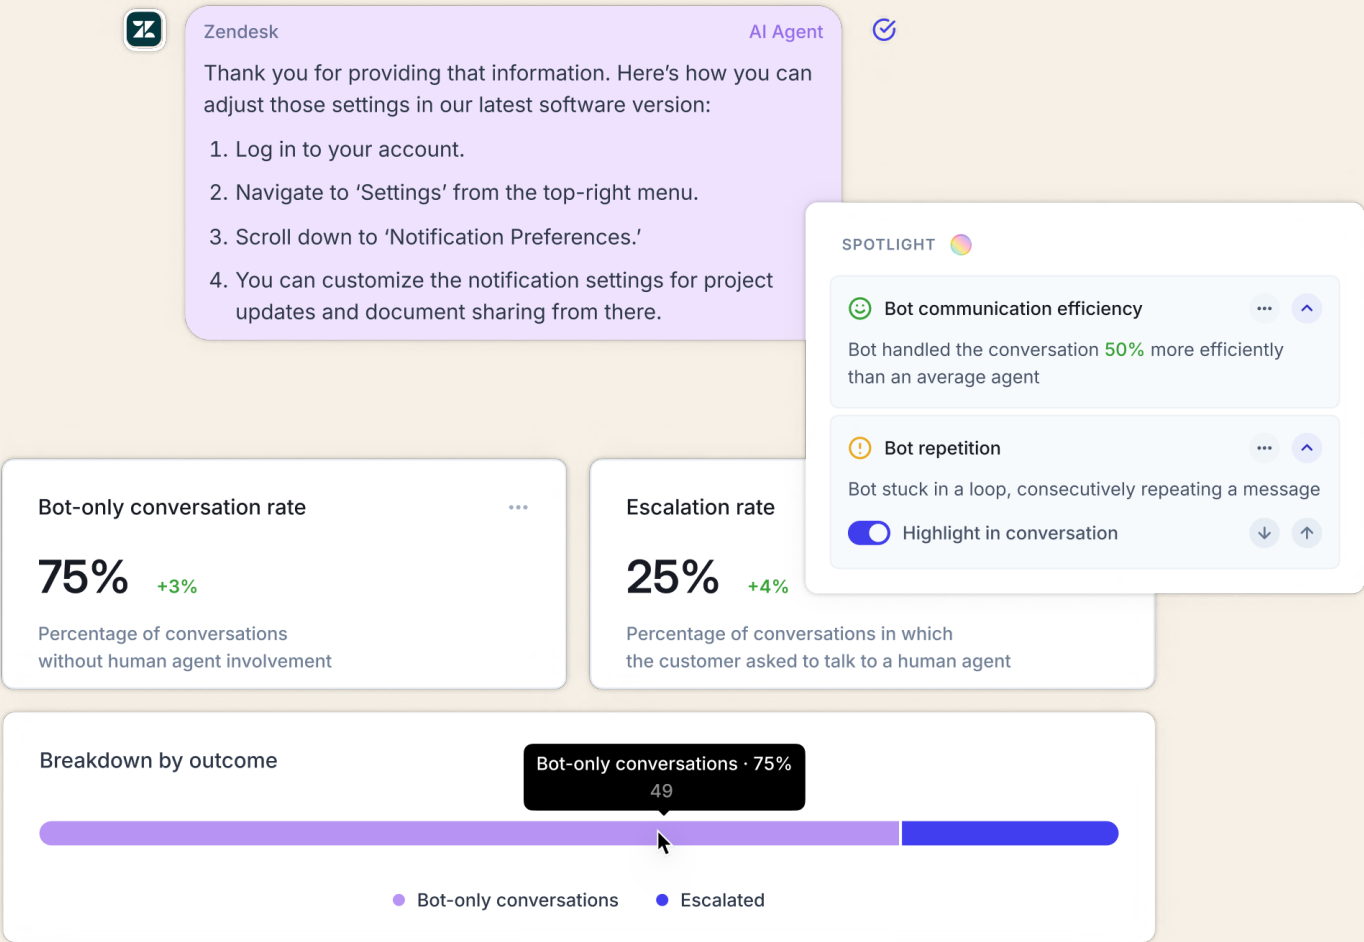 Zendesk
AI Agent
Thank you for providing that information. Here’s how you can
adjust those settings in our latest software version:
1. Log in to your account.
2. Navigate to ‘Settings’ from the top-right menu.
3. Scroll down to ‘Notification Preferences.’
4. You can customize the notification settings for project
updates and document sharing from there.
SPOTLIGHT
Bot communication efficiency
Bot handled the conversation 50% more efficiently
than an average agent
Bot repetition
Bot stuck in a loop, consecutively repeating a message
Highlight in conversation
Bot-only conversation rate
75% +3%
Percentage of conversations
without human agent involvement
Escalation rate
25% +4%
Percentage of conversations in which
the customer asked to talk to a human agent
Breakdown by outcome
Bot-only conversations · 75%
49
Bot-only conversations
Escalated